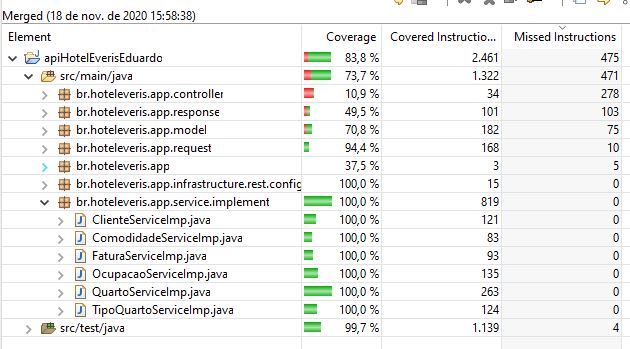 Merged (18 de nov. de 2020 15:58:38)
Element Coverage Covered Instructio... Missed Instructions
apiHotelEverisEduardo 83,8 % 2.461 475
src/main/java 73,7 % 1.322 471
br.hoteleveris.app.controller 10,9 % 34 278
br.hoteleveris.app.response 49,5 % 101 103
br.hoteleveris.app.model 70,8 % 182 75
br.hoteleveris.app.request 94,4 % 168 10
br.hoteleveris.app 37,5 % 3 5
br.hoteleveris.app.infrastructure.rest.config 100,0 % 15 0
br.hoteleveris.app.service.implement 100,0 % 819 0
ClienteServiceImp.java 100,0 % 121 0
ComodidadeServiceImp.java 100,0 % 83 0
FaturaServiceImp.java 100,0 % 93 0
OcupacaoServiceImp.java 100,0 % 135 0
QuartoServiceImp.java 100,0 % 263 0
TipoQuartoServiceImp.java 100,0 % 124 0
src/test/java 99,7 % 1.139 4